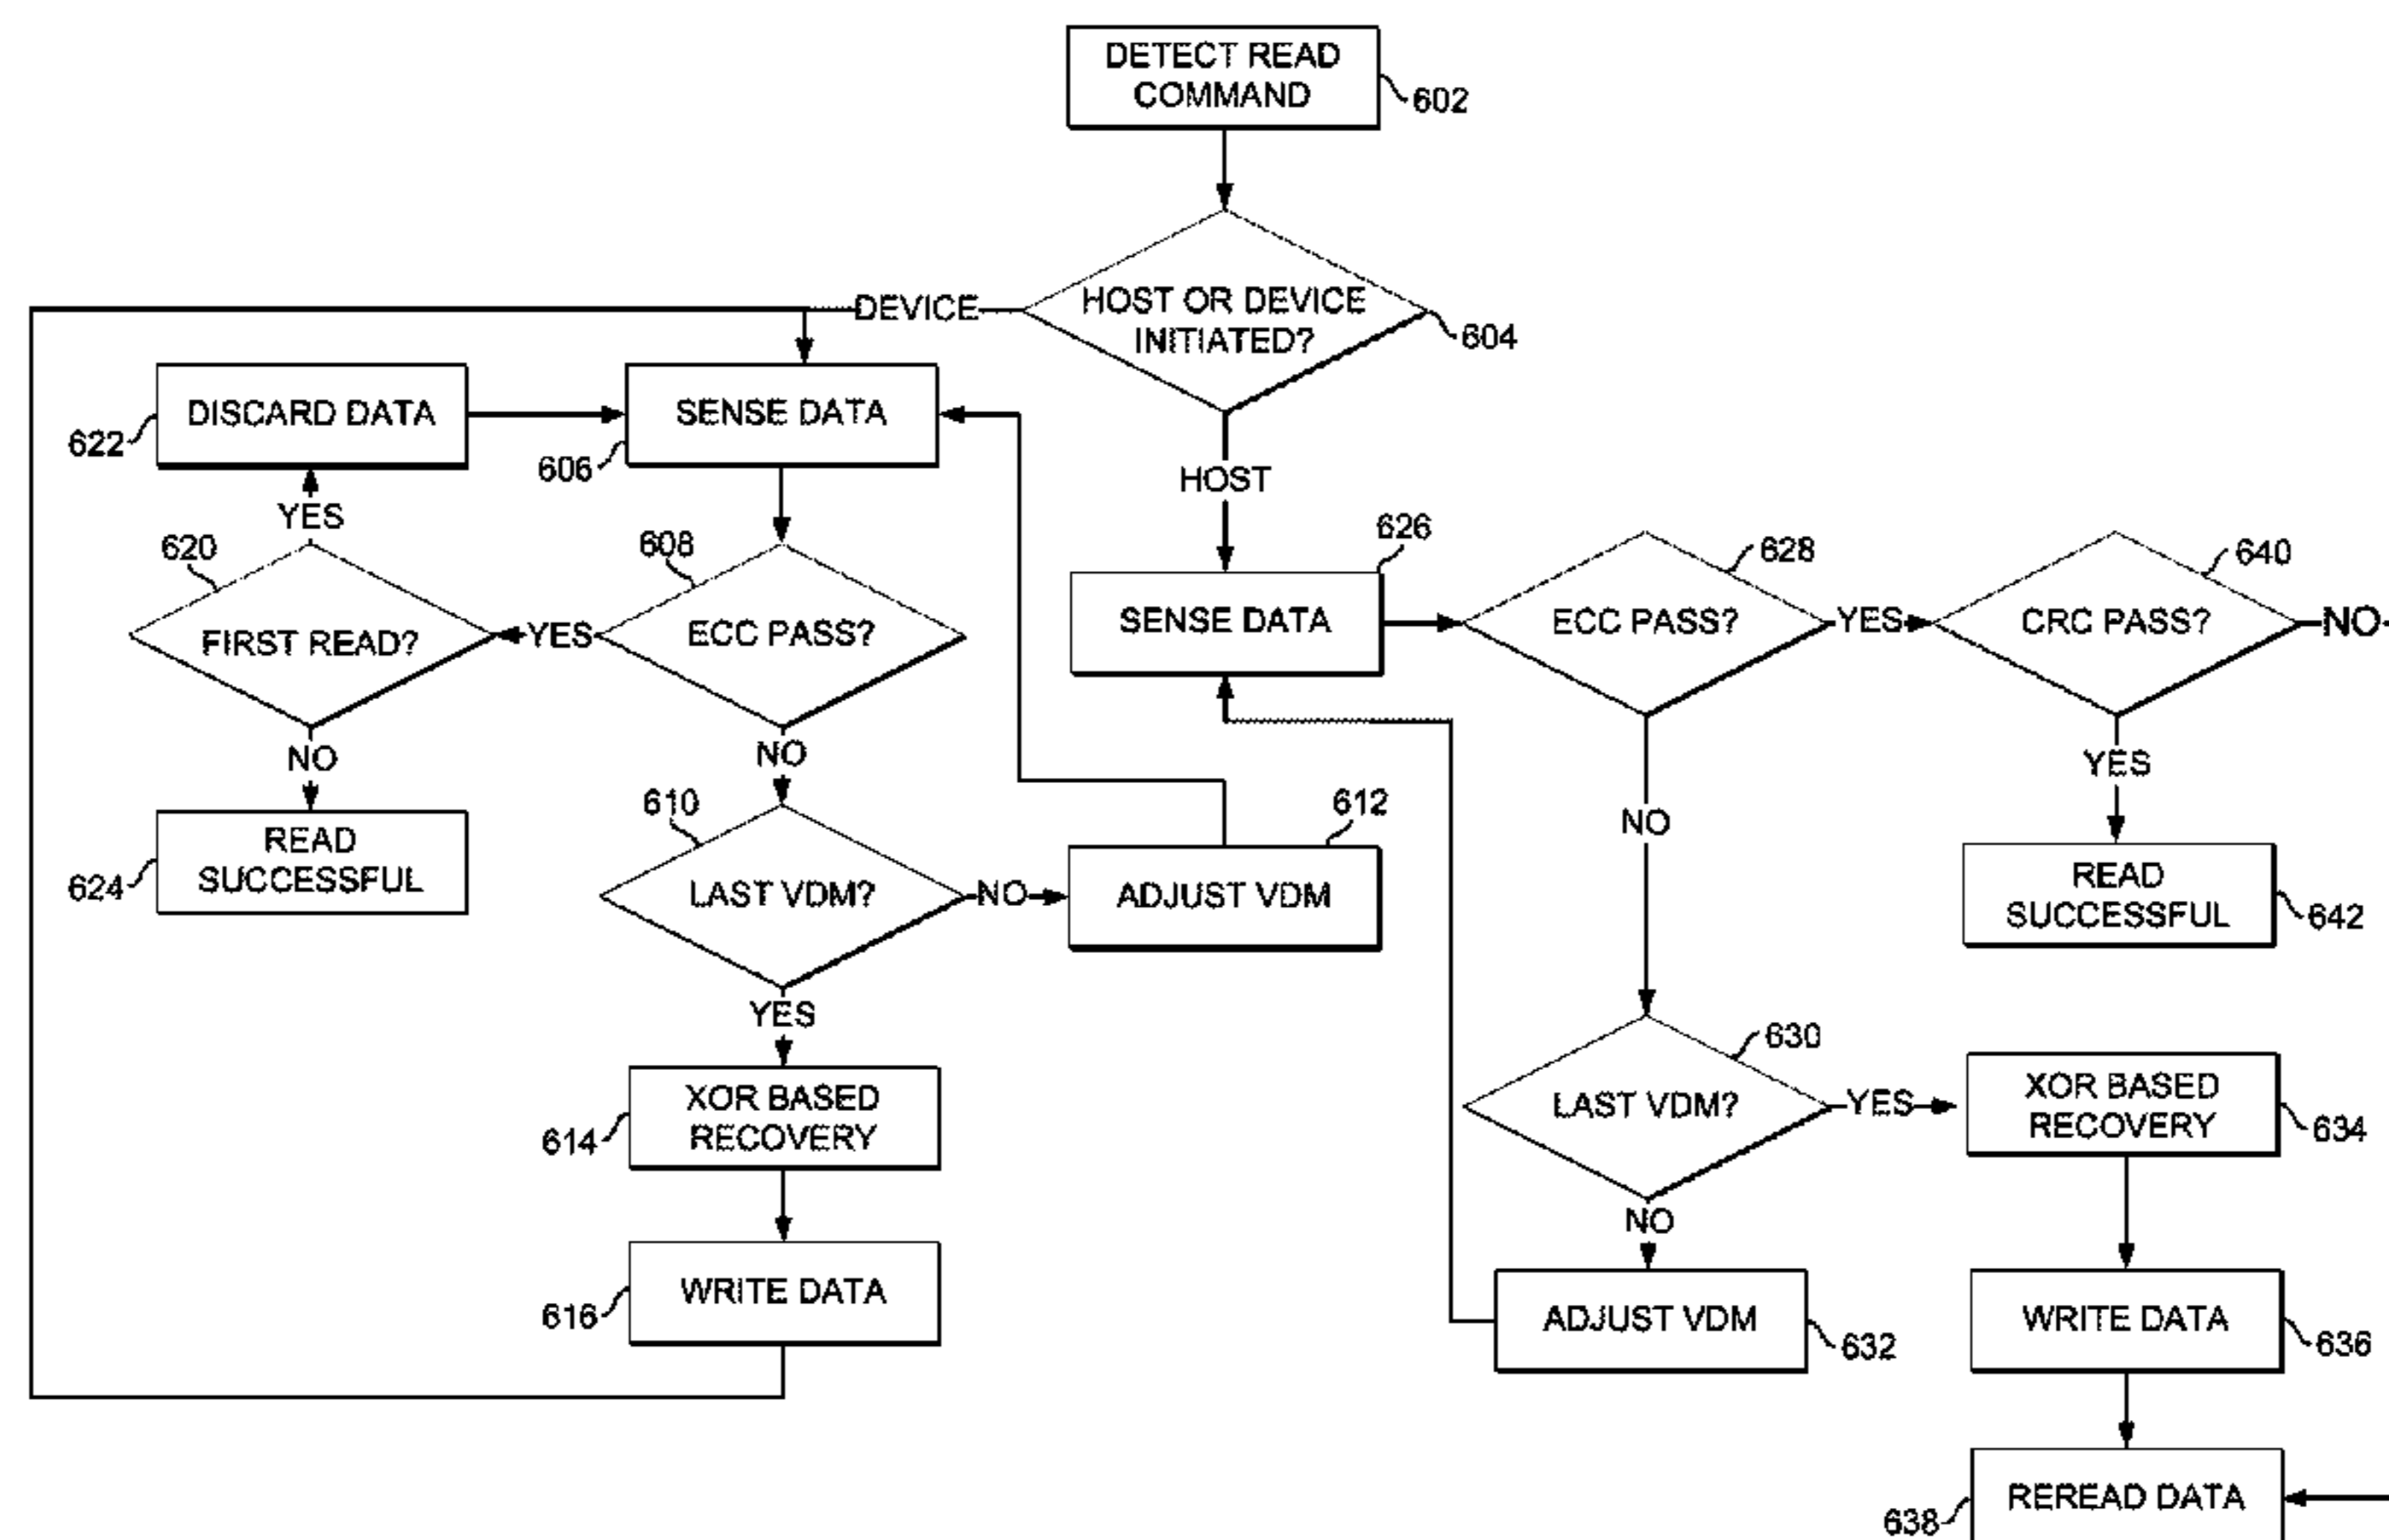 DETECT READ
COMMAND
602
HOST OR DEVICE
INITIATED?
604
DEVICE
HOST
DISCARD DATA
622
SENSE DATA
606
YES
620
FIRST READ?
YES
608
ECC PASS?
NO
READ
SUCCESSFUL
624
NO
610
LAST VDM?
NO
612
ADJUST VDM
YES
XOR BASED
RECOVERY
614
WRITE DATA
616
626
SENSE DATA
628
ECC PASS?
YES
640
CRC PASS?
NO
YES
READ
SUCCESSFUL
642
NO
630
LAST VDM?
YES
XOR BASED
RECOVERY
634
NO
ADJUST VDM
632
WRITE DATA
636
REREAD DATA
638